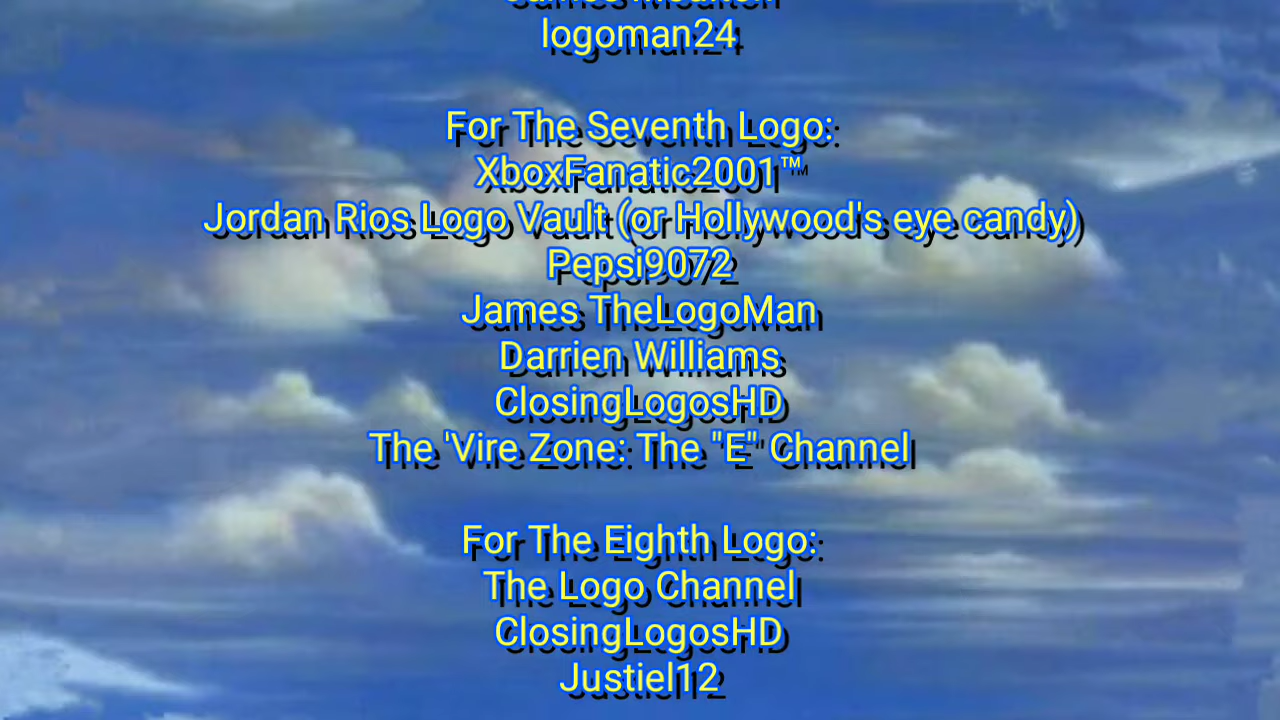 logoman24
For The Seventh Logo:
XboxFanatic2001™
Jordan Rios Logo Vault (or Hollywood's eye candy)
Pepsi9072
James TheLogoMan
Darrien Williams
ClosingLogosHD
The 'Vire Zone: The "E" Channel
For The Eighth Logo:
The Logo Channel
ClosingLogosHD
Justiel12